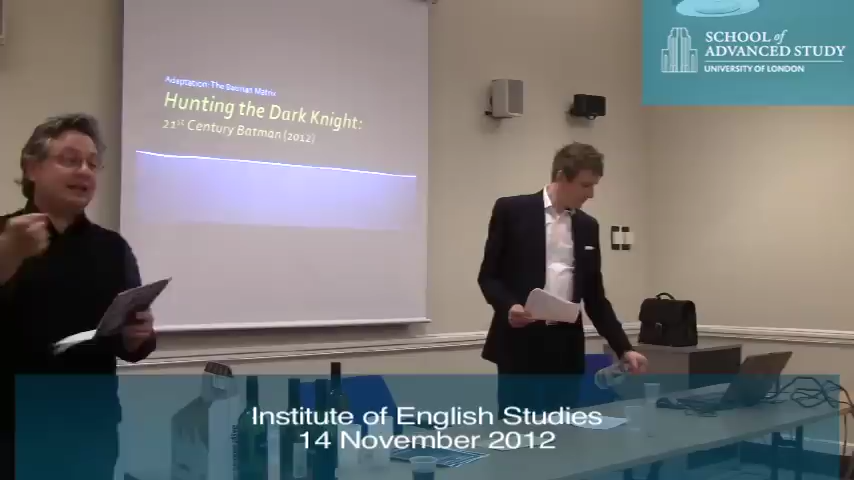 SCHOOL of
ADVANCED STUDY
UNIVERSITY OF LONDON
Adaptation: The Batman Matrix
Hunting the Dark Knight:
21st Century Batman (2012)
Institute of English Studies
14 November 2012